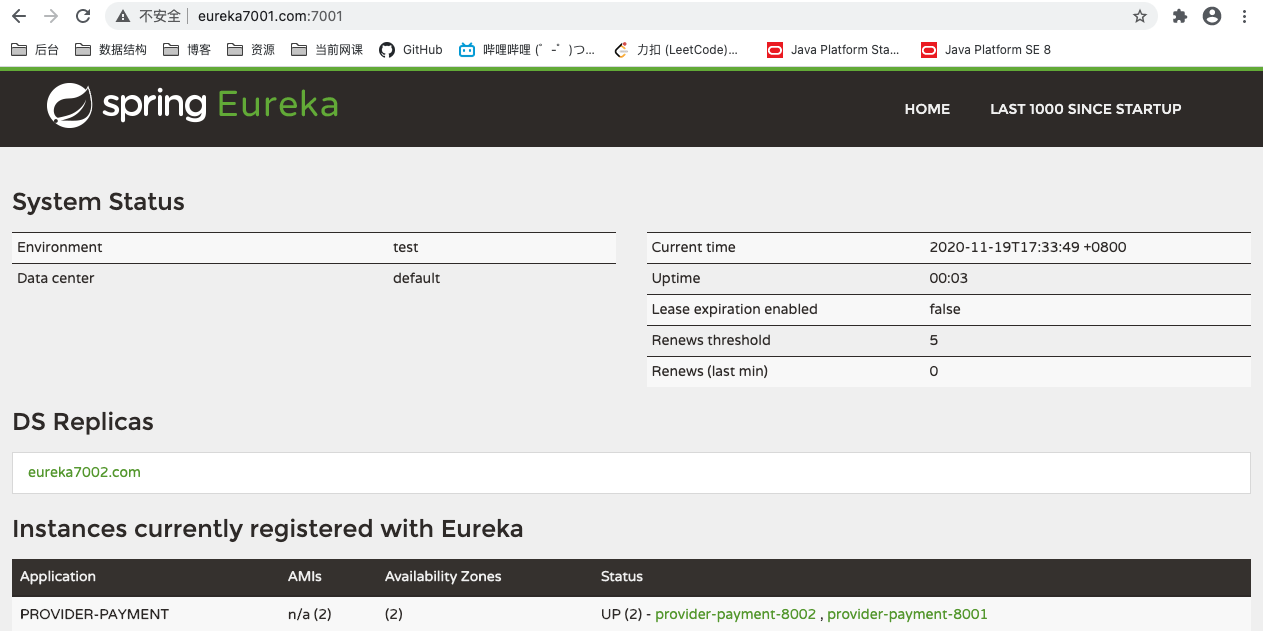 不安全 | eureka7001.com:7001
后台 数据结构 博客 资源 当前网课 GitHub 哔哩哔哩 (゜-゜)つ... 力扣 (LeetCode)... Java Platform Sta... Java Platform SE 8
spring Eureka HOME LAST 1000 SINCE STARTUP
System Status
Environment test
Data center default
Current time 2020-11-19T17:33:49 +0800
Uptime 00:03
Lease expiration enabled false
Renews threshold 5
Renews (last min) 0
DS Replicas
eureka7002.com
Instances currently registered with Eureka
Application AMIs Availability Zones Status
PROVIDER-PAYMENT n/a (2) (2) UP (2) - provider-payment-8002 , provider-payment-8001